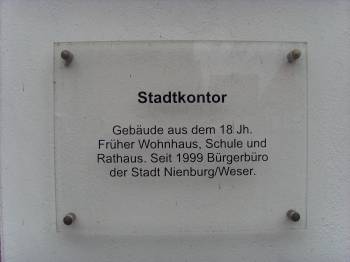 Stadtkontor
Gebäude aus dem 18 Jh.
Früher Wohnhaus, Schule und
Rathaus. Seit 1999 Bürgerbüro
der Stadt Nienburg/Weser.